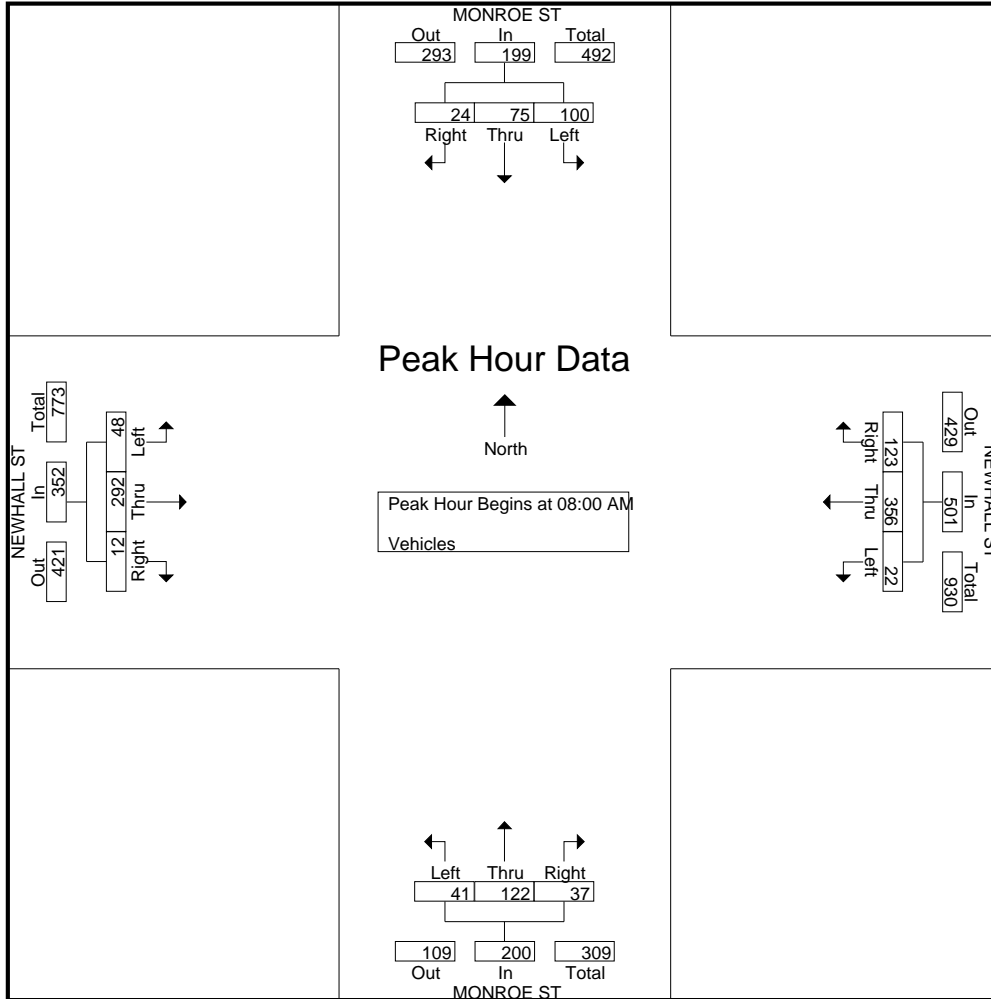 MONROE ST
Out In Total
293 199 492
24 75 100
Right Thru Left
Peak Hour Data
North
Peak Hour Begins at 08:00 AM
Vehicles
NEWHALL ST
Total In Out
773 352 421
48 292 12
Left Thru Right
NEWHALL ST
Out In Total
429 501 930
123 356 22
Right Thru Left
Left Thru Right
41 122 37
109 200 309
Out In Total
MONROE ST